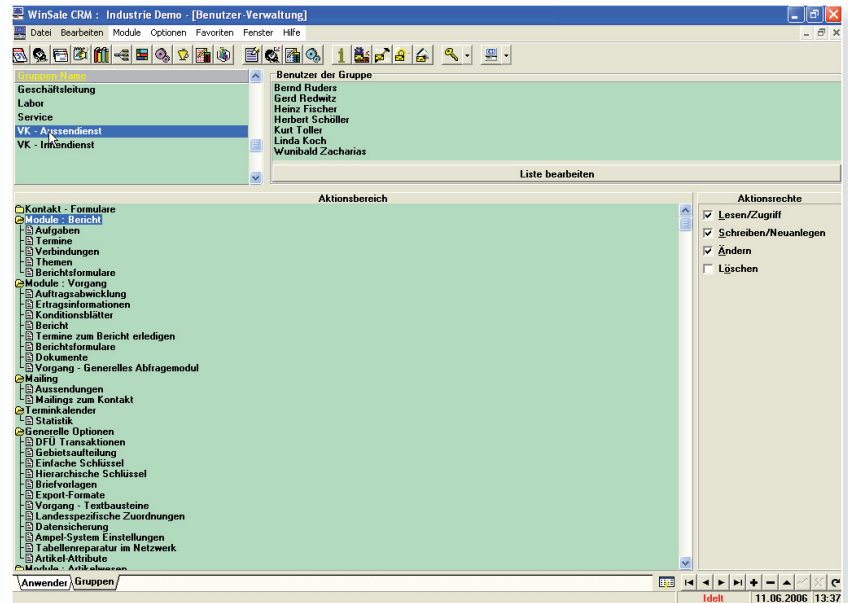 WinSale CRM : Industrie Demo - [Benutzer-Verwaltung]
Datei Bearbeiten Module Optionen Favoriten Fenster Hilfe
Gruppen-Name
Geschäftsleitung
Labor
Service
VK - Aussendienst
VK - Innendienst
Benutzer der Gruppe
Bernd Ruders
Gerd Redwitz
Heinz Fischer
Herbert Schöller
Kurt Toller
Linda Koch
Wunibald Zacharias
Liste bearbeiten
Aktionsbereich
Kontakt - Formulare
Module : Bericht
Aufgaben
Termine
Verbindungen
Themen
Berichtsformulare
Module : Vorgang
Auftragsabwicklung
Ertragsinformationen
Konditionsblätter
Bericht
Termine zum Bericht erledigen
Berichtsformulare
Dokumente
Vorgang - Generelles Abfragemodul
Mailing
Aussendungen
Mailings zum Kontakt
Terminkalender
Statistik
Generelle Optionen
DFÜ Transaktionen
Gebietsaufteilung
Einfache Schlüssel
Hierarchische Schlüssel
Briefvorlagen
Export-Formate
Vorgang - Textbausteine
Landesspezifische Zuordnungen
Datensicherung
Ampel-System Einstellungen
Tabellenreparatur im Netzwerk
Artikel-Attribute
Module : Artikelwesen
Aktionsrechte
Lesen/Zugriff
Schreiben/Neuanlegen
Ändern
Löschen
Anwender Gruppen
Idelt 11.06.2006 13:37